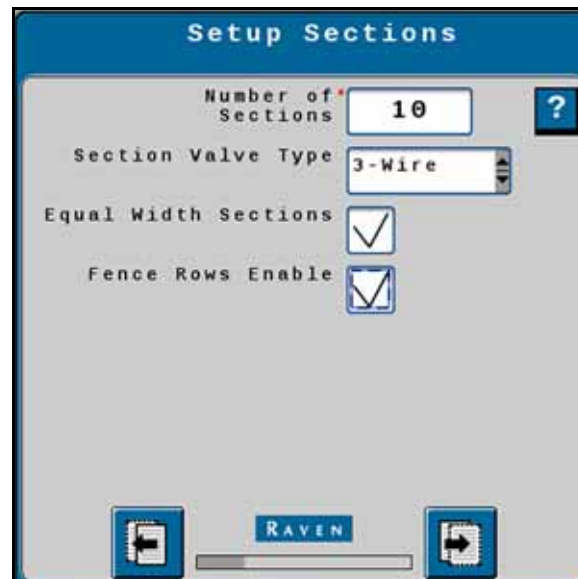 Setup Sections
Number of*
Sections
10
?
Section Valve Type
3-Wire
Equal Width Sections
Fence Rows Enable
RAVEN